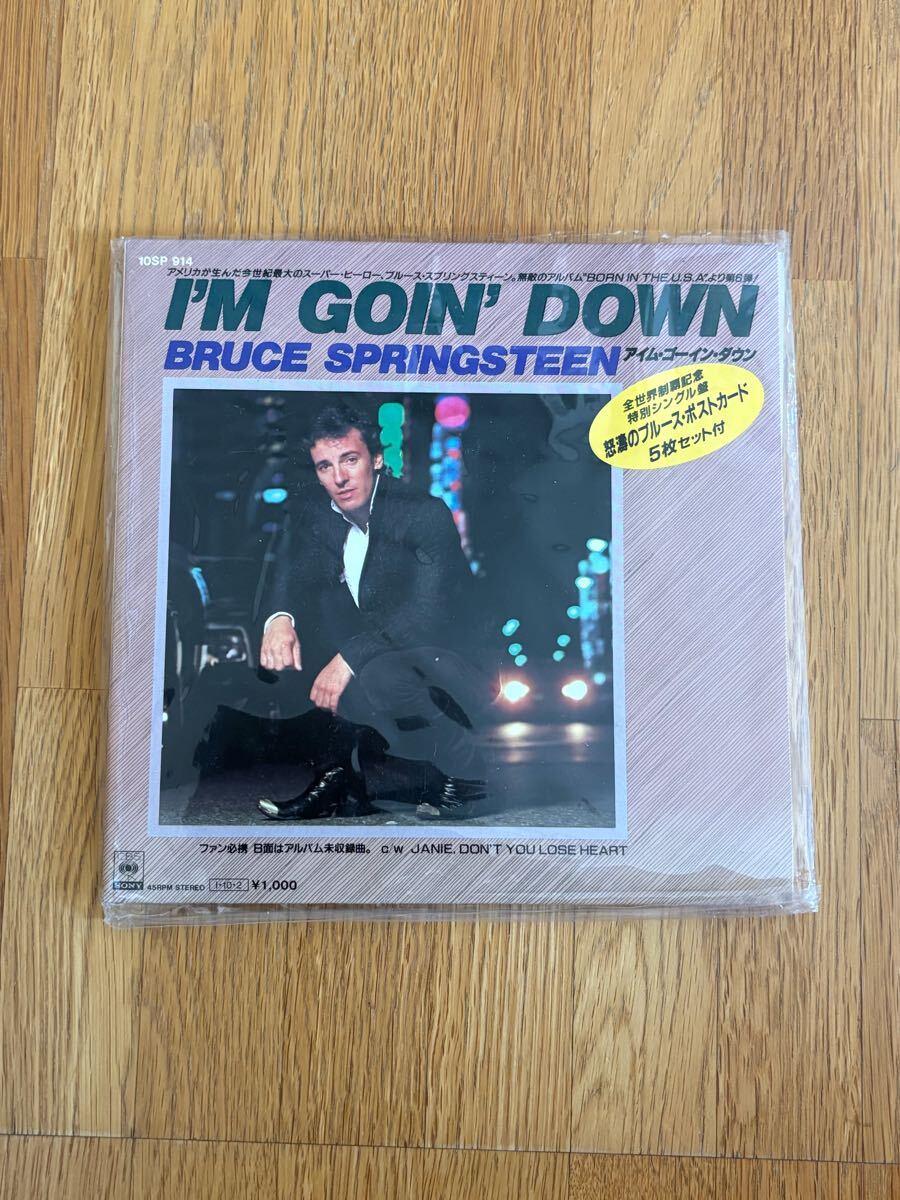 10SP 914
アメリカが生んだ今世紀最大のスーパー・ヒーロー、ブルース・スプリングスティーン。無敵のアルバム"BORN IN THE U.S.A."より第6弾!
I'M GOIN' DOWN
BRUCE SPRINGSTEEN アイム・ゴーイン・ダウン
全世界制覇記念
特別シングル盤
怒濤のブルース・ポストカード
5枚セット付
ファン必携 B面はアルバム未収録曲。 c/w JANIE, DON'T YOU LOSE HEART
CBS
SONY
45RPM STEREO I・10・2 ¥1,000